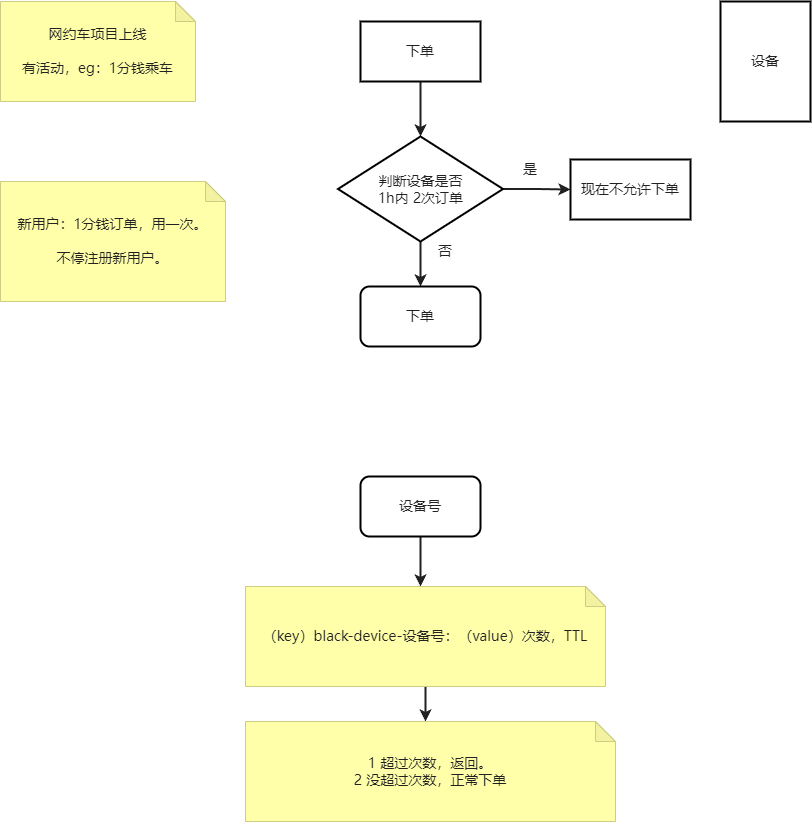 网约车项目上线
有活动，eg：1分钱乘车
下单
设备
判断设备是否
1h内 2次订单
是
现在不允许下单
新用户：1分钱订单，用一次。
不停注册新用户。
否
下单
设备号
（key）black-device-设备号：（value）次数，TTL
1 超过次数，返回。
2 没超过次数，正常下单